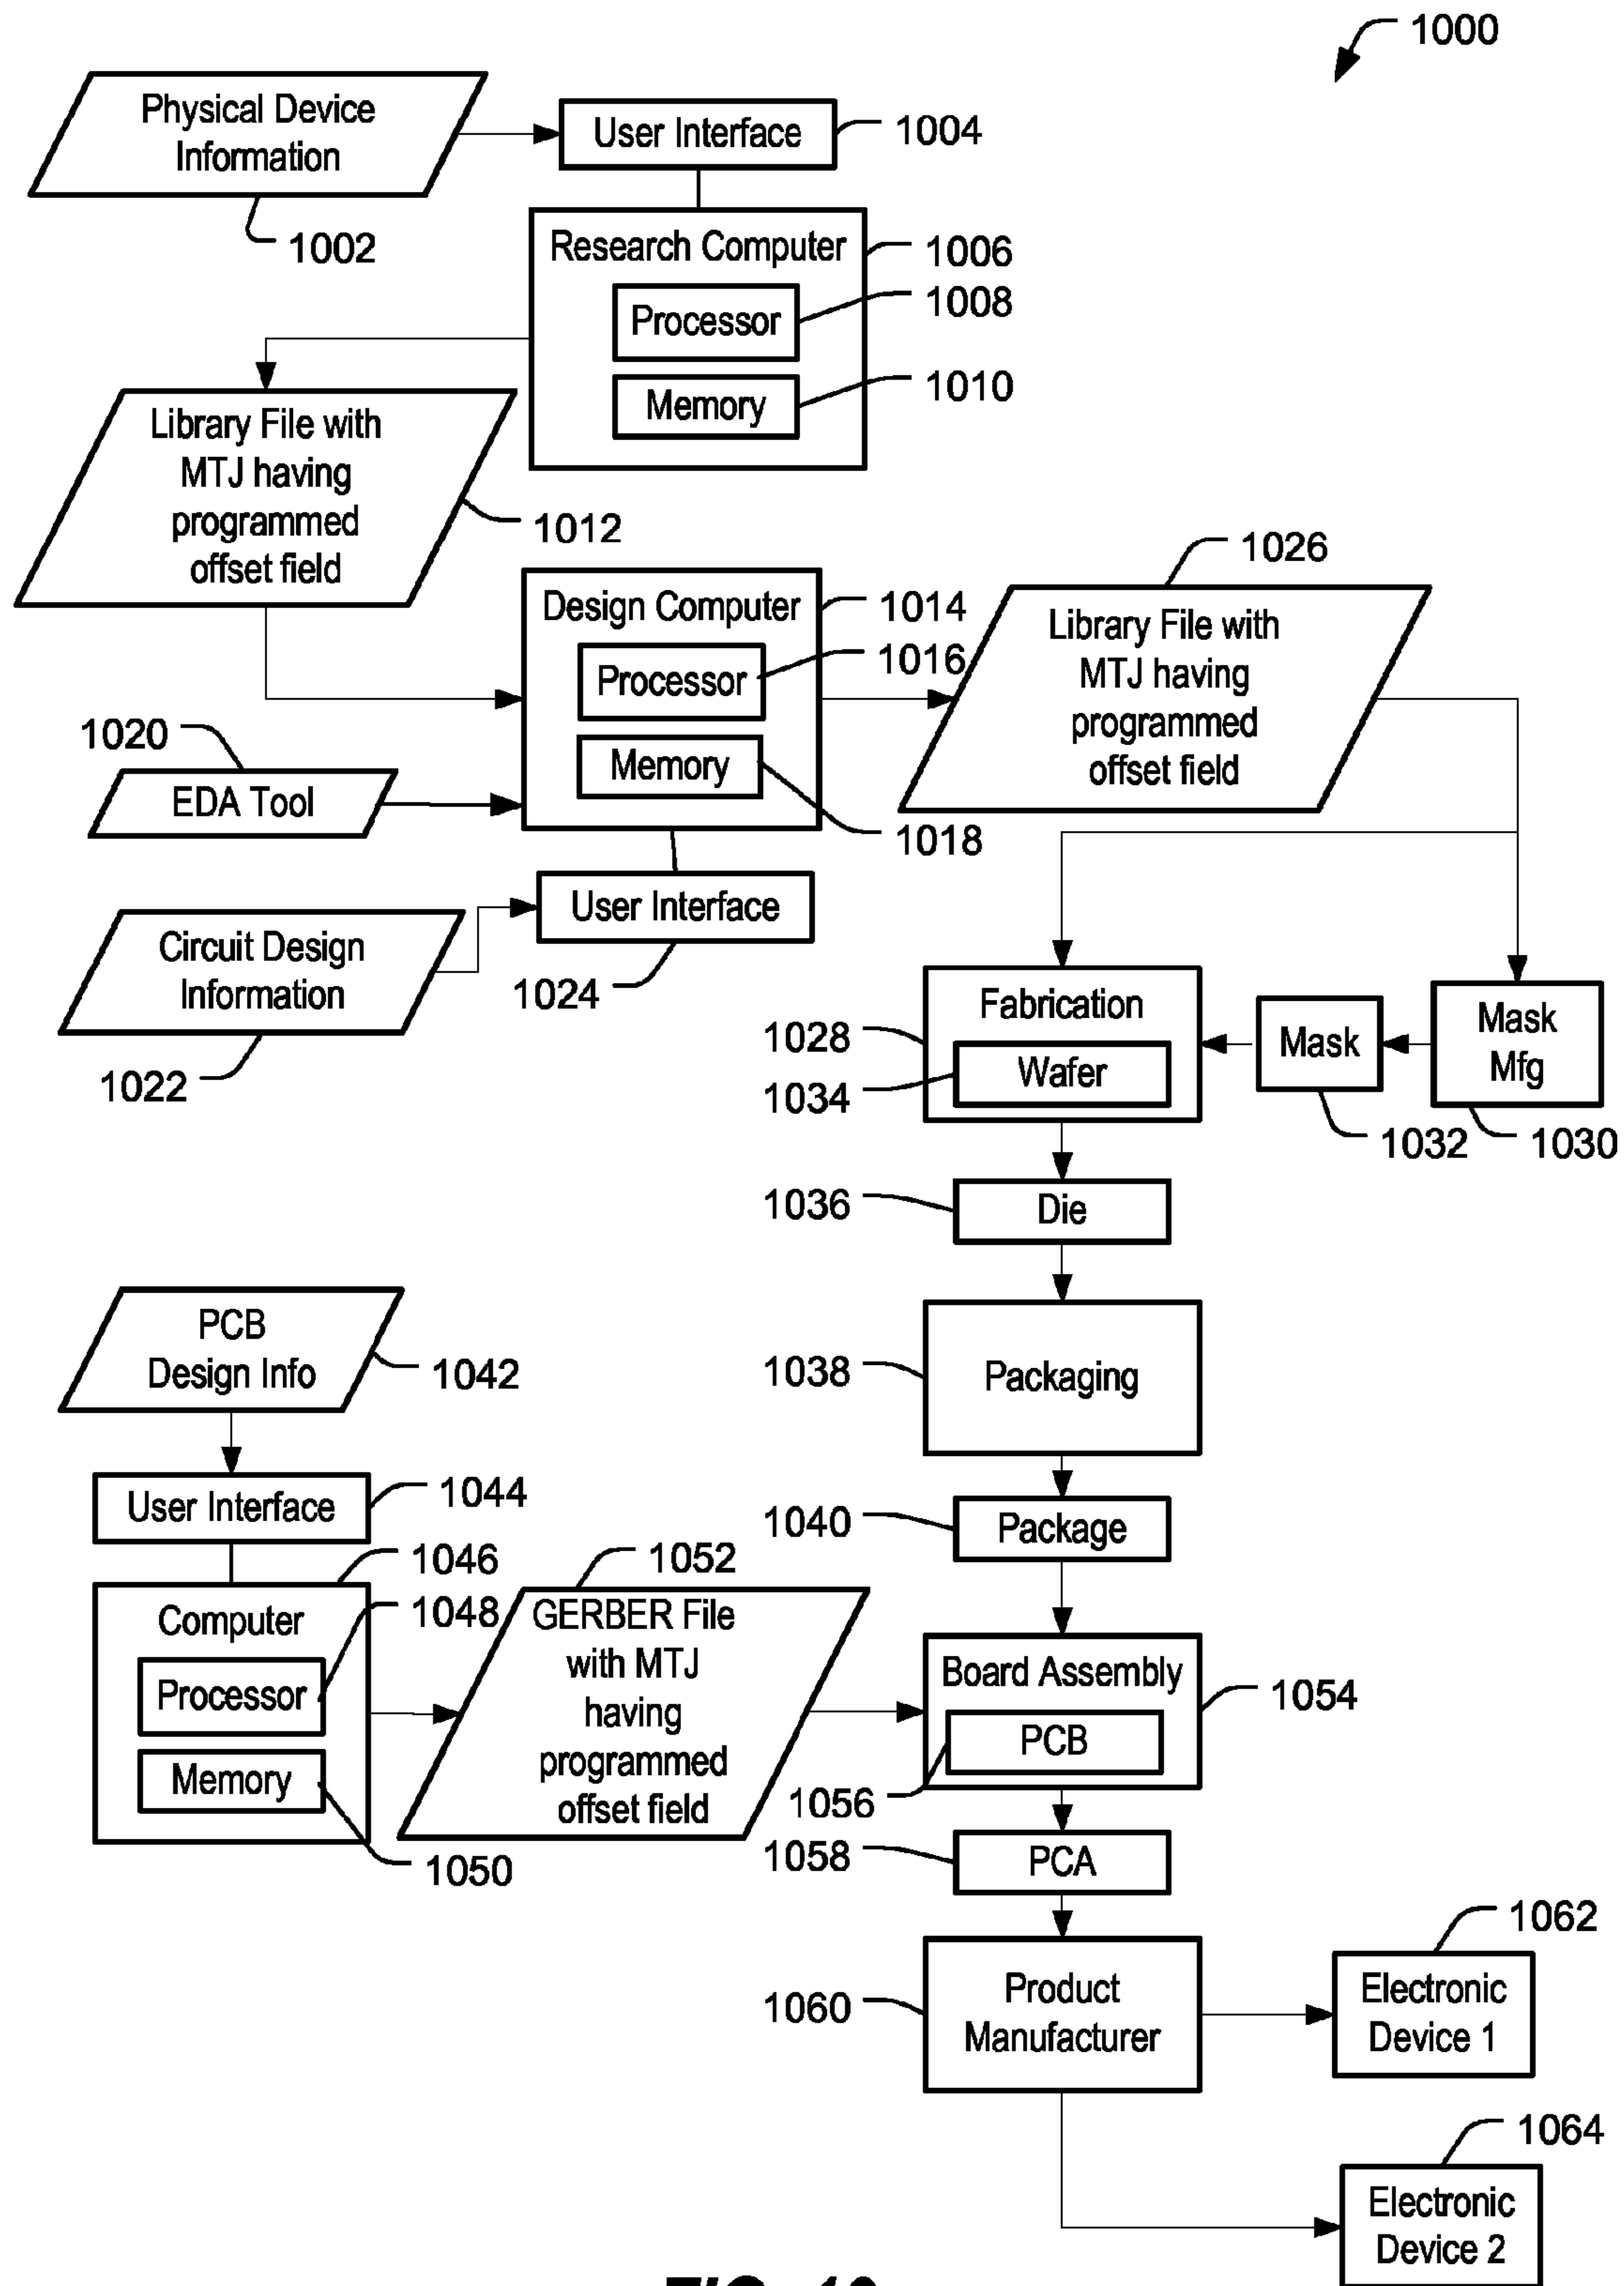 1000
Physical Device
Information
1002
User Interface
1004
Research Computer
1006
Processor
1008
Memory
1010
Library File with
MTJ having
programmed
offset field
1012
Design Computer
1014
Processor
1016
Memory
1018
1020
EDA Tool
Circuit Design
Information
1022
User Interface
1024
1026
Library File with
MTJ having
programmed
offset field
Fabrication
1028
Wafer
1034
Mask
1032
Mask
Mfg
1030
1036
Die
1038
Packaging
1040
Package
PCB
Design Info
1042
User Interface
1044
1046
Computer
1048
Processor
Memory
1050
1052
GERBER File
with MTJ
having
programmed
offset field
Board Assembly
1054
PCB
1056
1058
PCA
1060
Product
Manufacturer
1062
Electronic
Device 1
1064
Electronic
Device 2